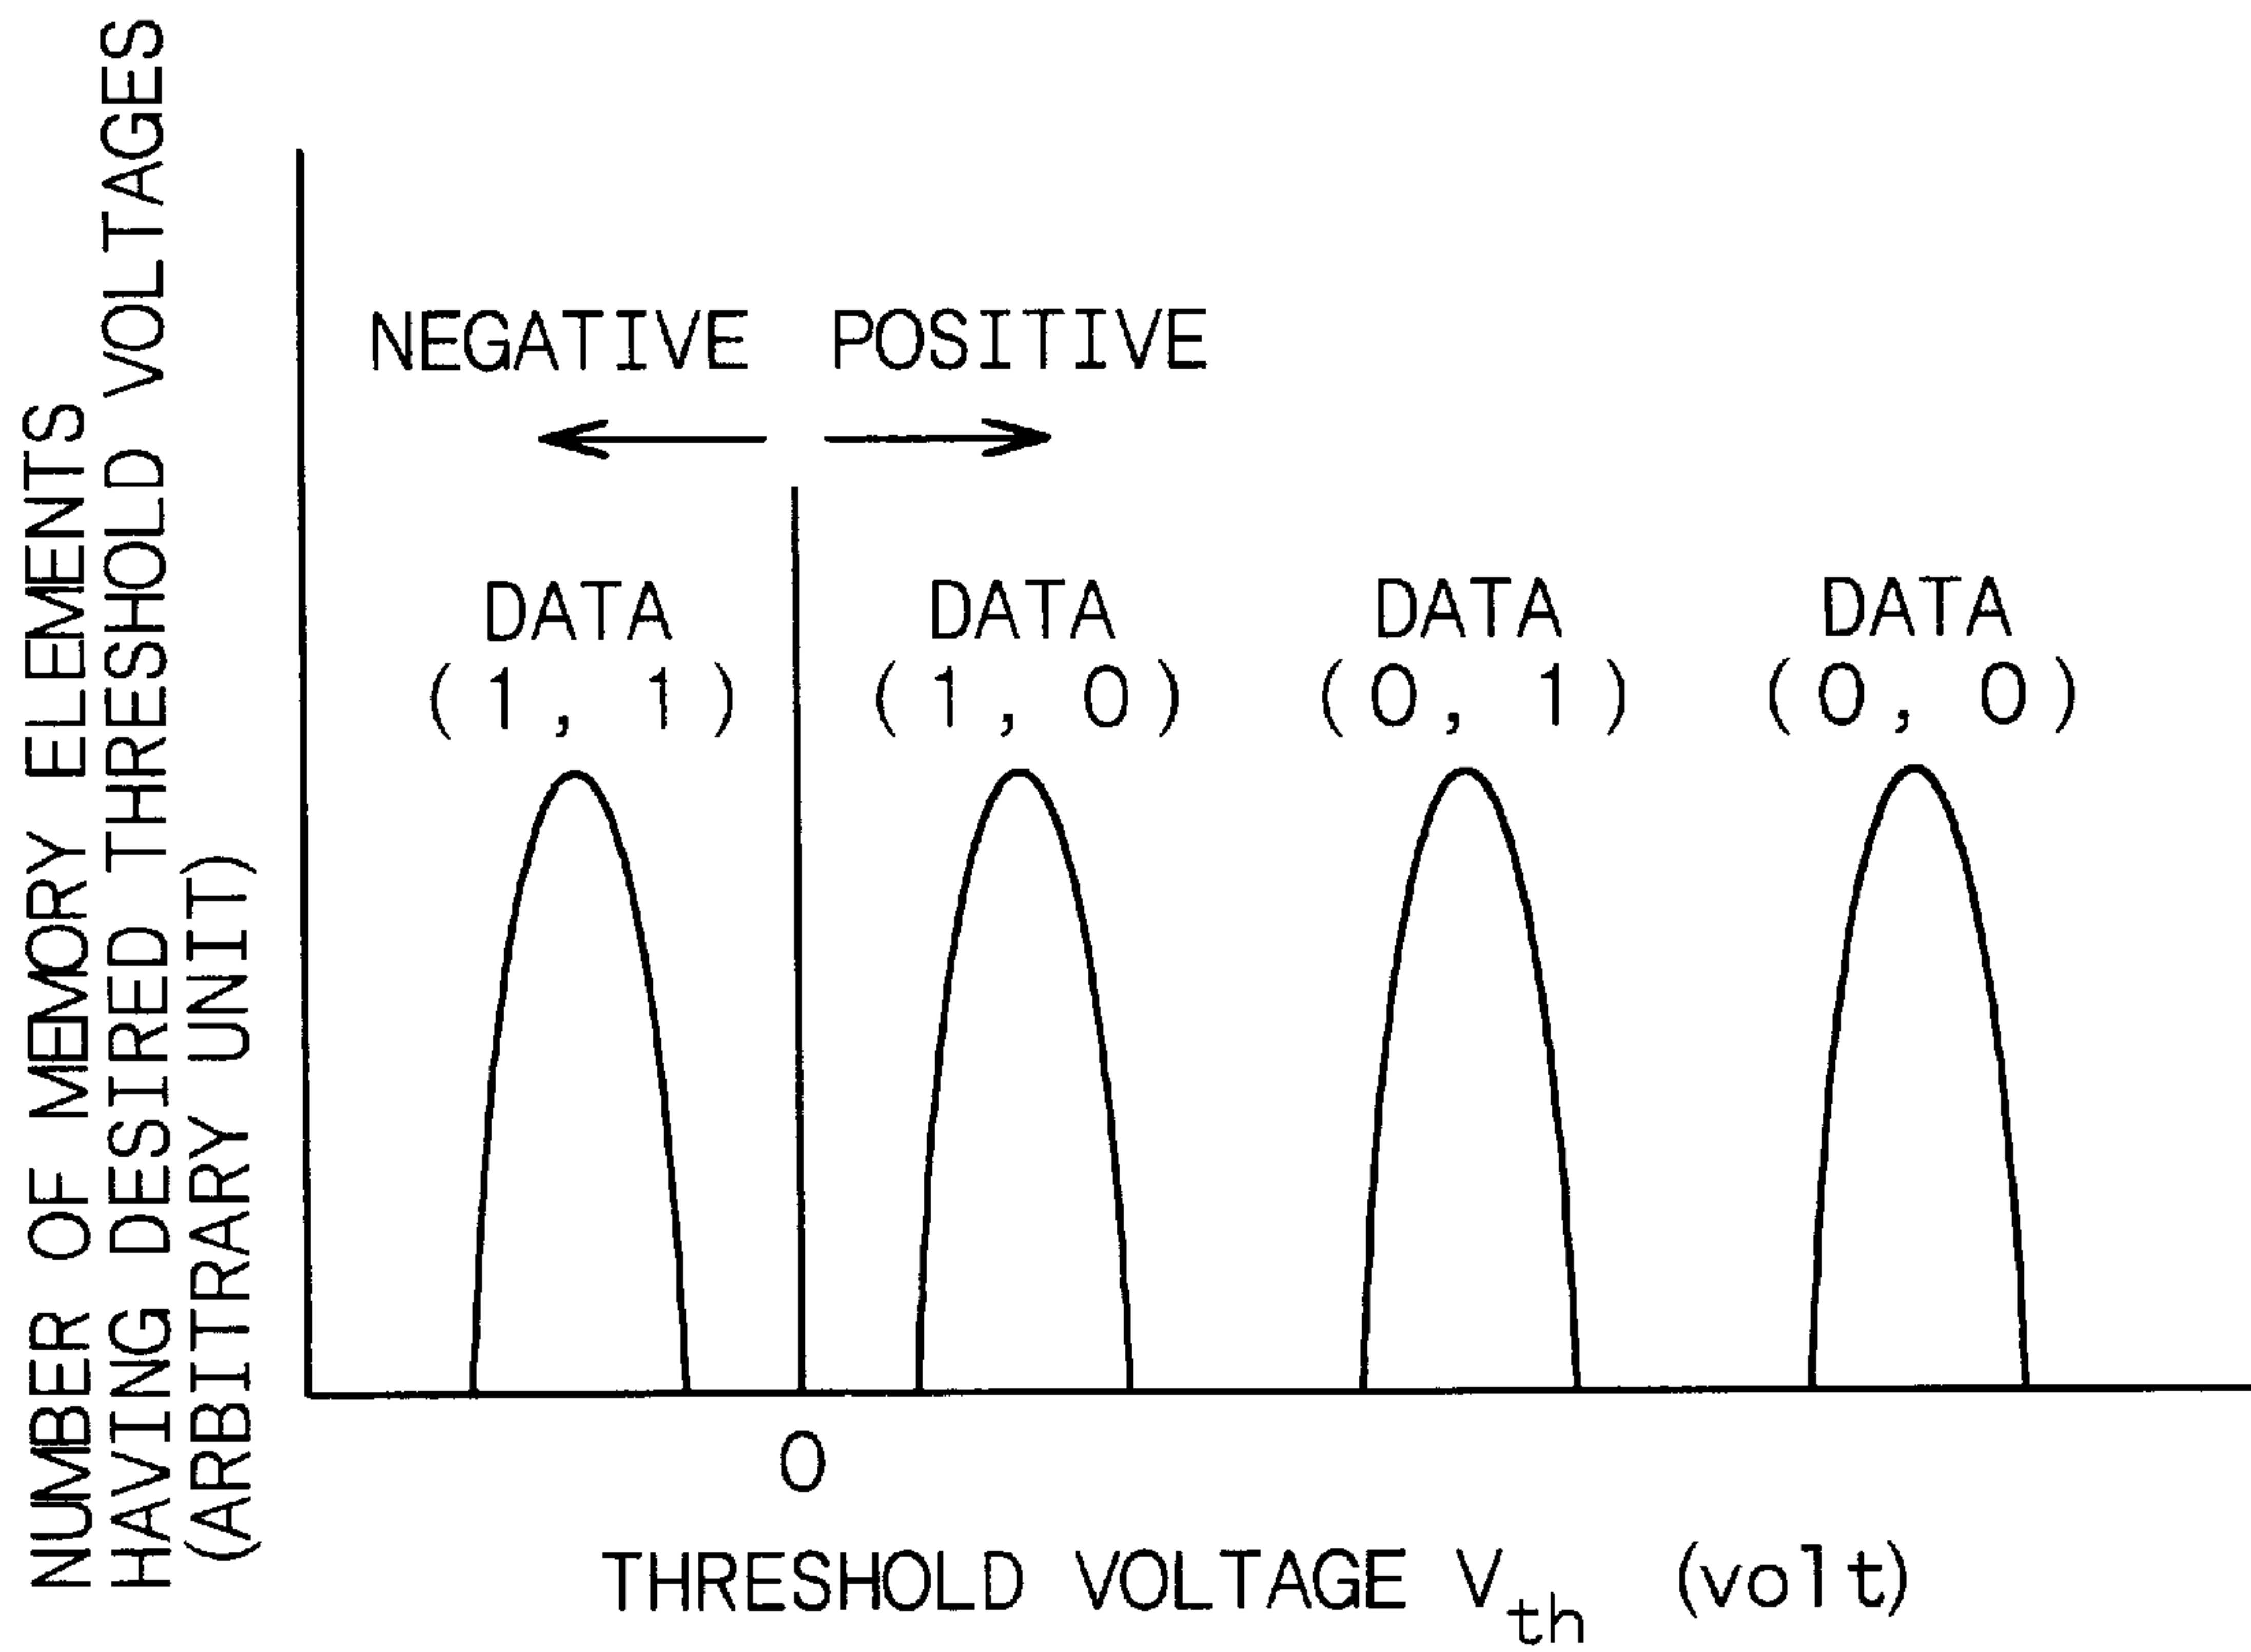 NUMBER OF MEMORY ELEMENTS
HAVING DESIRED THRESHOLD VOLTAGES
(ARBITRARY UNIT)
NEGATIVE POSITIVE
DATA DATA DATA DATA
(1, 1) (1, 0) (0, 1) (0, 0)
0
THRESHOLD VOLTAGE Vth (volt)